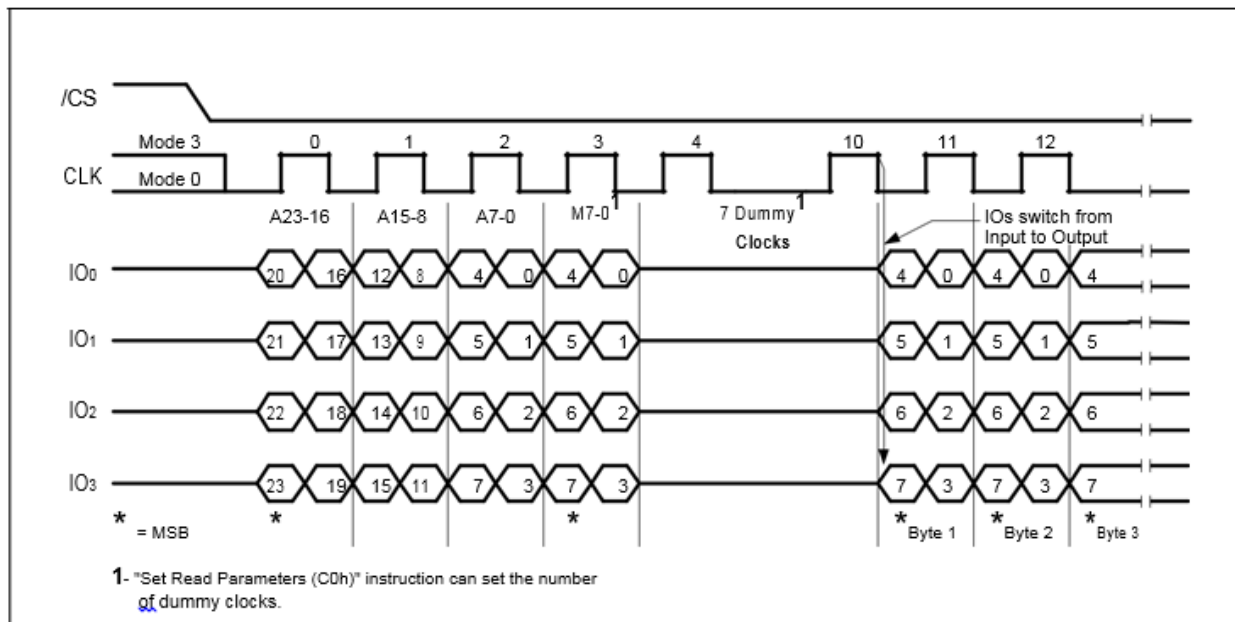 /CS
Mode 3 0 1 2 3 4 10 11 12
CLK Mode 0
A23-16 A15-8 A7-0 M7-0 1 7 Dummy 1
Clocks
IOs switch from
Input to Output
IO0 20 16 12 8 4 0 4 0 4 0 4 0 4
IO1 21 17 13 9 5 1 5 1 5 1 5 1 5
IO2 22 18 14 10 6 2 6 2 6 2 6 2 6
IO3 23 19 15 11 7 3 7 3 7 3 7 3 7
* = MSB * * * Byte 1 * Byte 2 * Byte 3
1- "Set Read Parameters (C0h)" instruction can set the number
of dummy clocks.